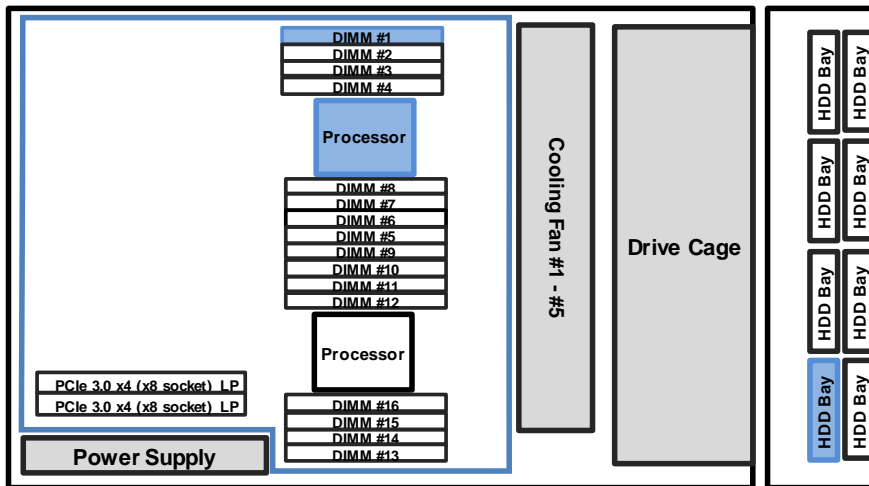 DIMM #1
DIMM #2
DIMM #3
DIMM #4
Processor
DIMM #8
DIMM #7
DIMM #6
DIMM #5
DIMM #9
DIMM #10
DIMM #11
DIMM #12
Processor
DIMM #16
DIMM #15
DIMM #14
DIMM #13
PCIe 3.0 x4 (x8 socket) LP
PCIe 3.0 x4 (x8 socket) LP
Power Supply
Cooling Fan #1 - #5
Drive Cage
HDD Bay
HDD Bay
HDD Bay
HDD Bay
HDD Bay
HDD Bay
HDD Bay
HDD Bay